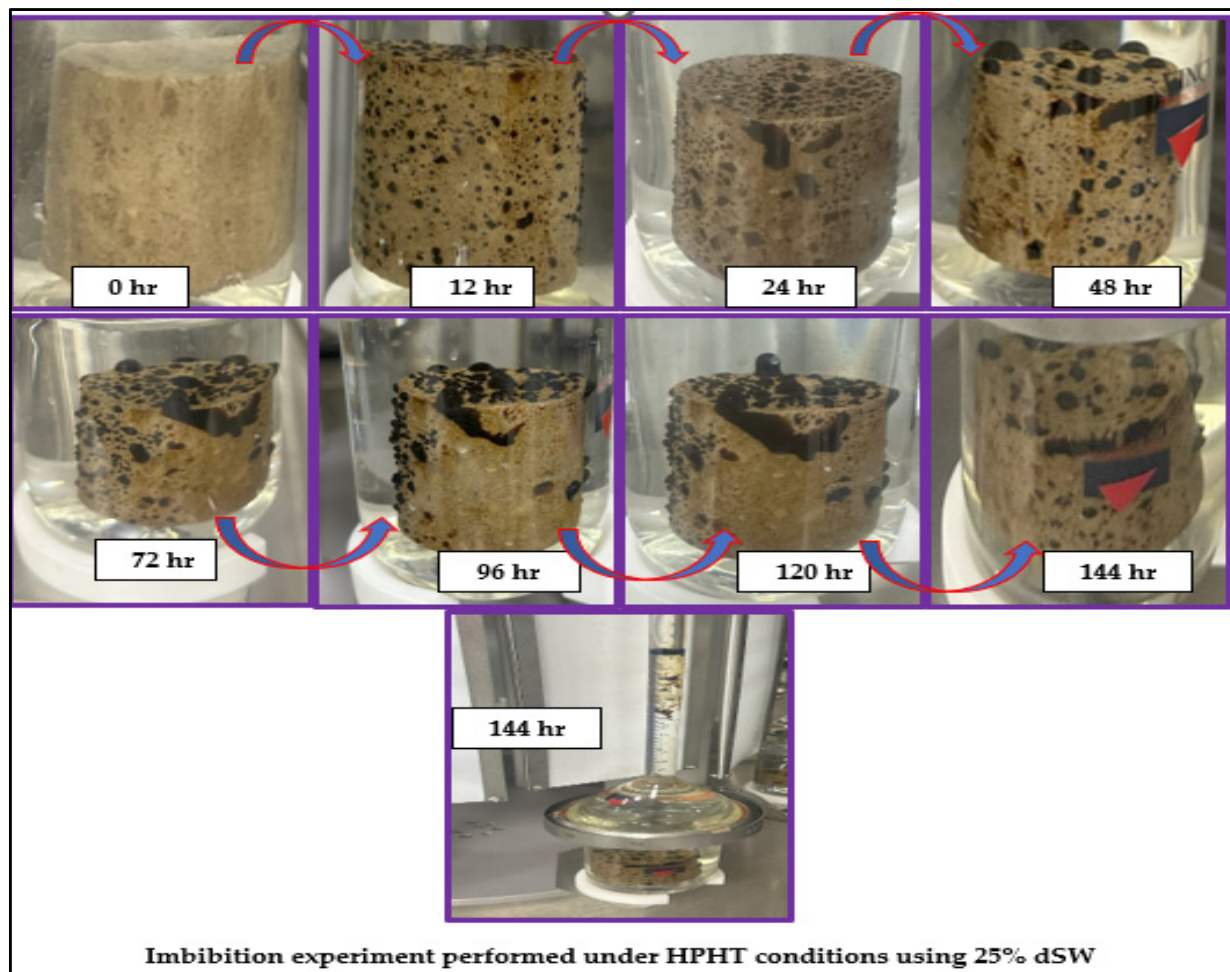 0 hr
12 hr
24 hr
48 hr
72 hr
96 hr
120 hr
144 hr
144 hr
Imbibition experiment performed under HPHT conditions using 25% dSW